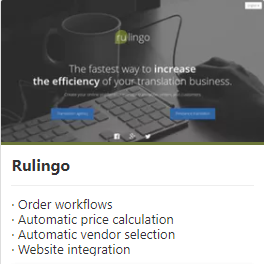 rulingo
The fastest way to increase
the efficiency of your translation business.
Rulingo
· Order workflows
· Automatic price calculation
· Automatic vendor selection
· Website integration